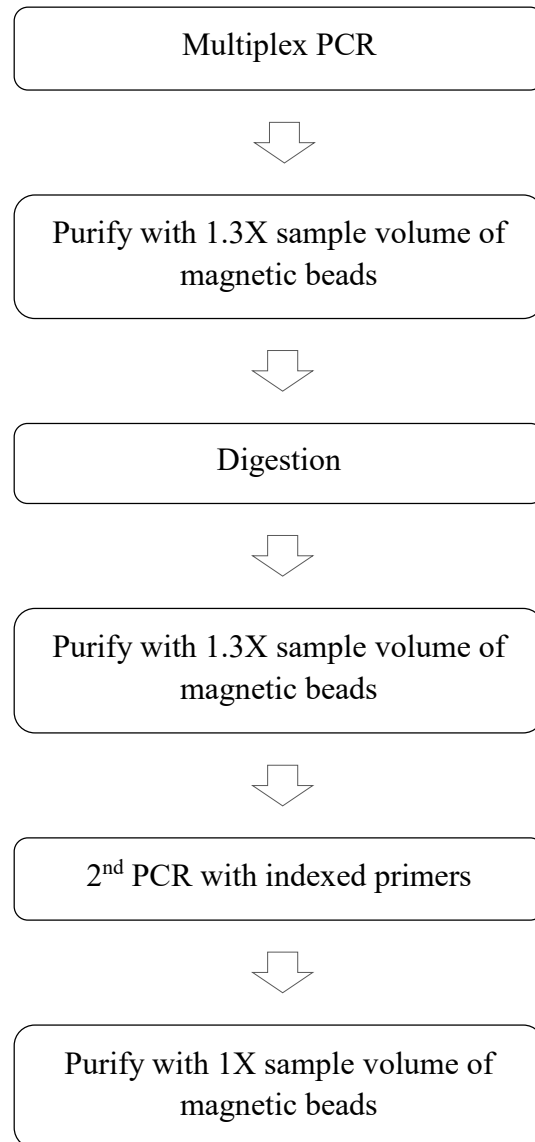 Multiplex PCR
Purify with 1.3X sample volume of
magnetic beads
Digestion
Purify with 1.3X sample volume of
magnetic beads
2nd PCR with indexed primers
Purify with 1X sample volume of
magnetic beads